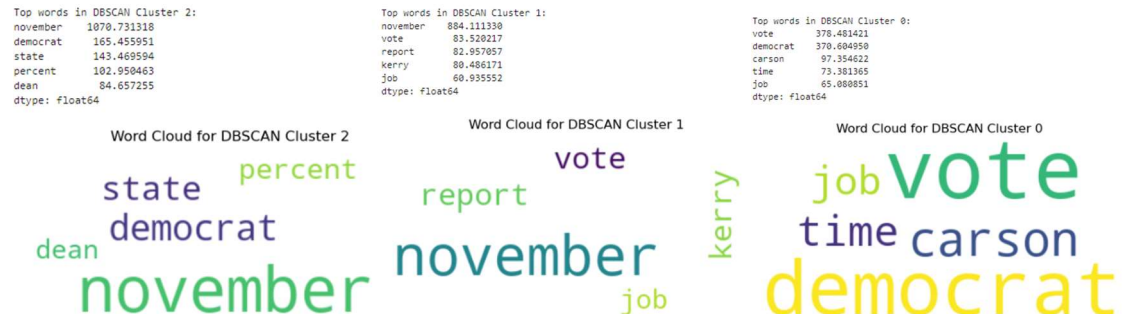 Top words in DBSCAN Cluster 2:
november 1070.731318
democrat 165.455951
state 143.469594
percent 102.950463
dean 84.657255
dtype: float64
Word Cloud for DBSCAN Cluster 2
percent
state
democrat
dean
november
Top words in DBSCAN Cluster 1:
november 884.111330
vote 83.520217
report 82.957057
kerry 80.486171
job 60.935552
dtype: float64
Word Cloud for DBSCAN Cluster 1
vote
report
kerry
november
job
Top words in DBSCAN Cluster 0:
vote 378.481421
democrat 370.604950
carson 97.354622
time 73.381365
job 65.080851
dtype: float64
Word Cloud for DBSCAN Cluster 0
job vote
time carson
democrat